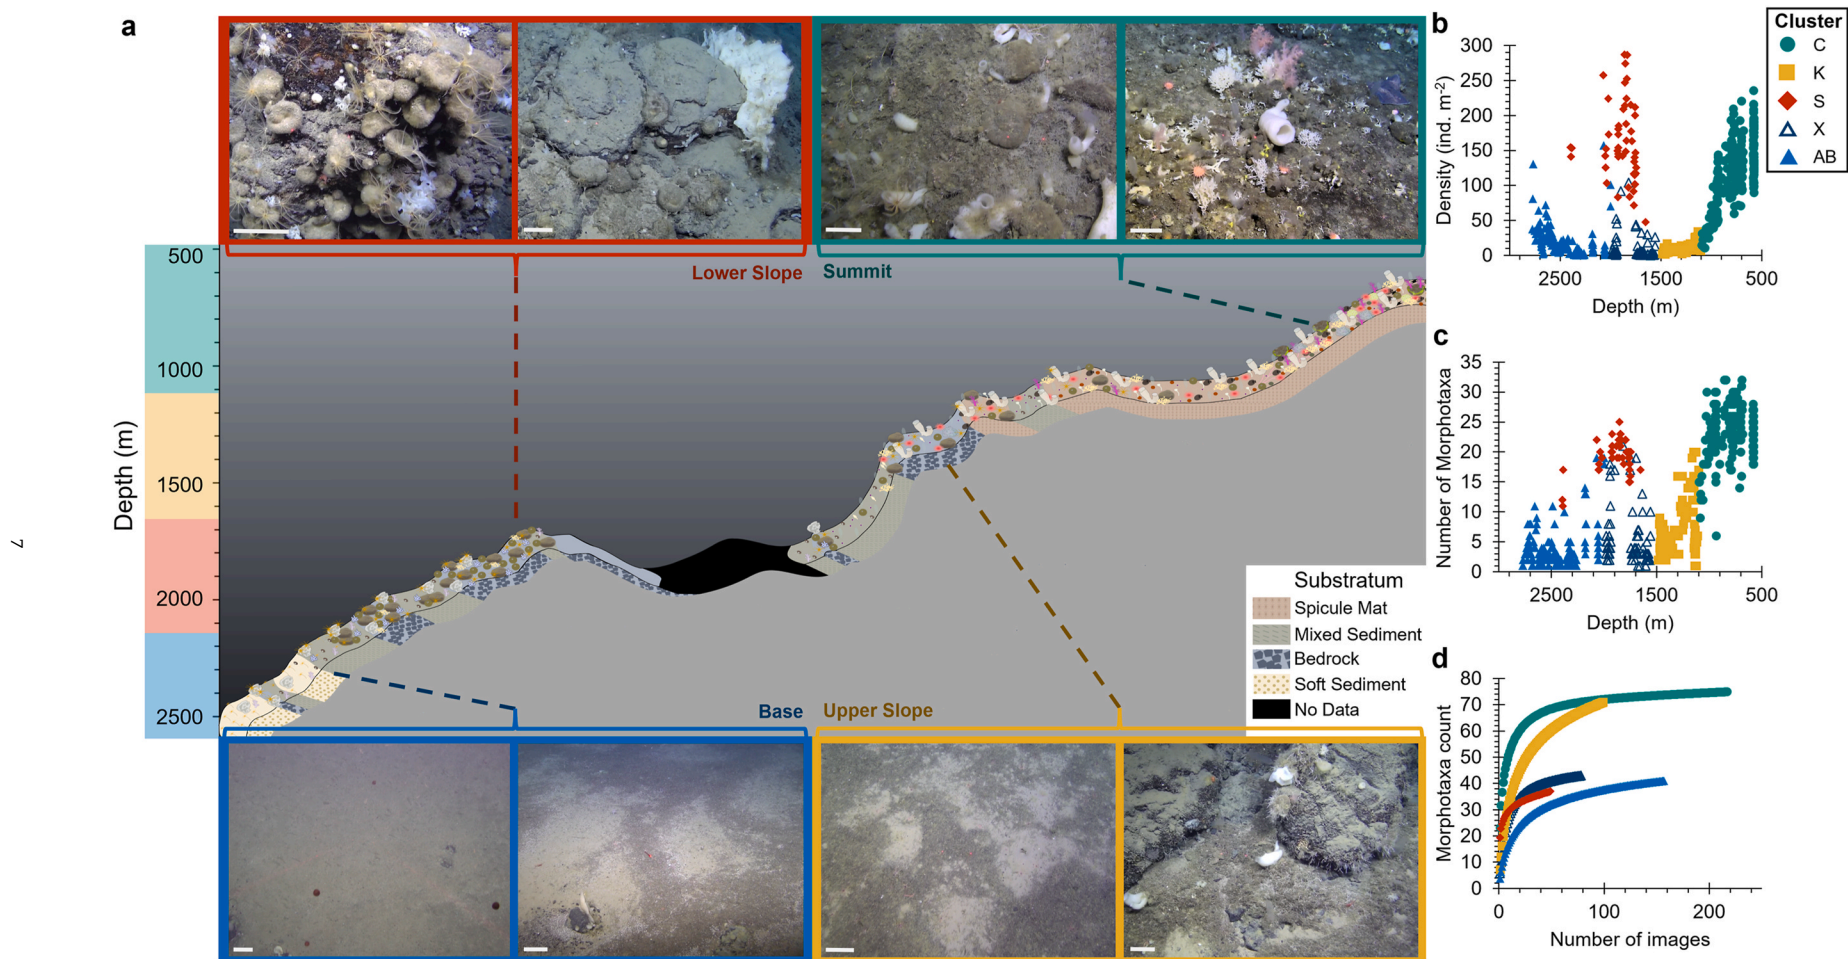 a
Lower Slope
Summit
500
1000
1500
2000
2500
Depth (m)
Substratum
Spicule Mat
Mixed Sediment
Bedrock
Soft Sediment
No Data
Base
Upper Slope
7
b
300
250
200
150
100
50
0
Density (ind. m-2)
2500
1500
500
Depth (m)
Cluster
C
K
S
X
AB
c
35
30
25
20
15
10
5
0
Number of Morphotaxa
2500
1500
500
Depth (m)
d
80
70
60
50
40
30
20
10
0
Morphotaxa count
0
100
200
Number of images